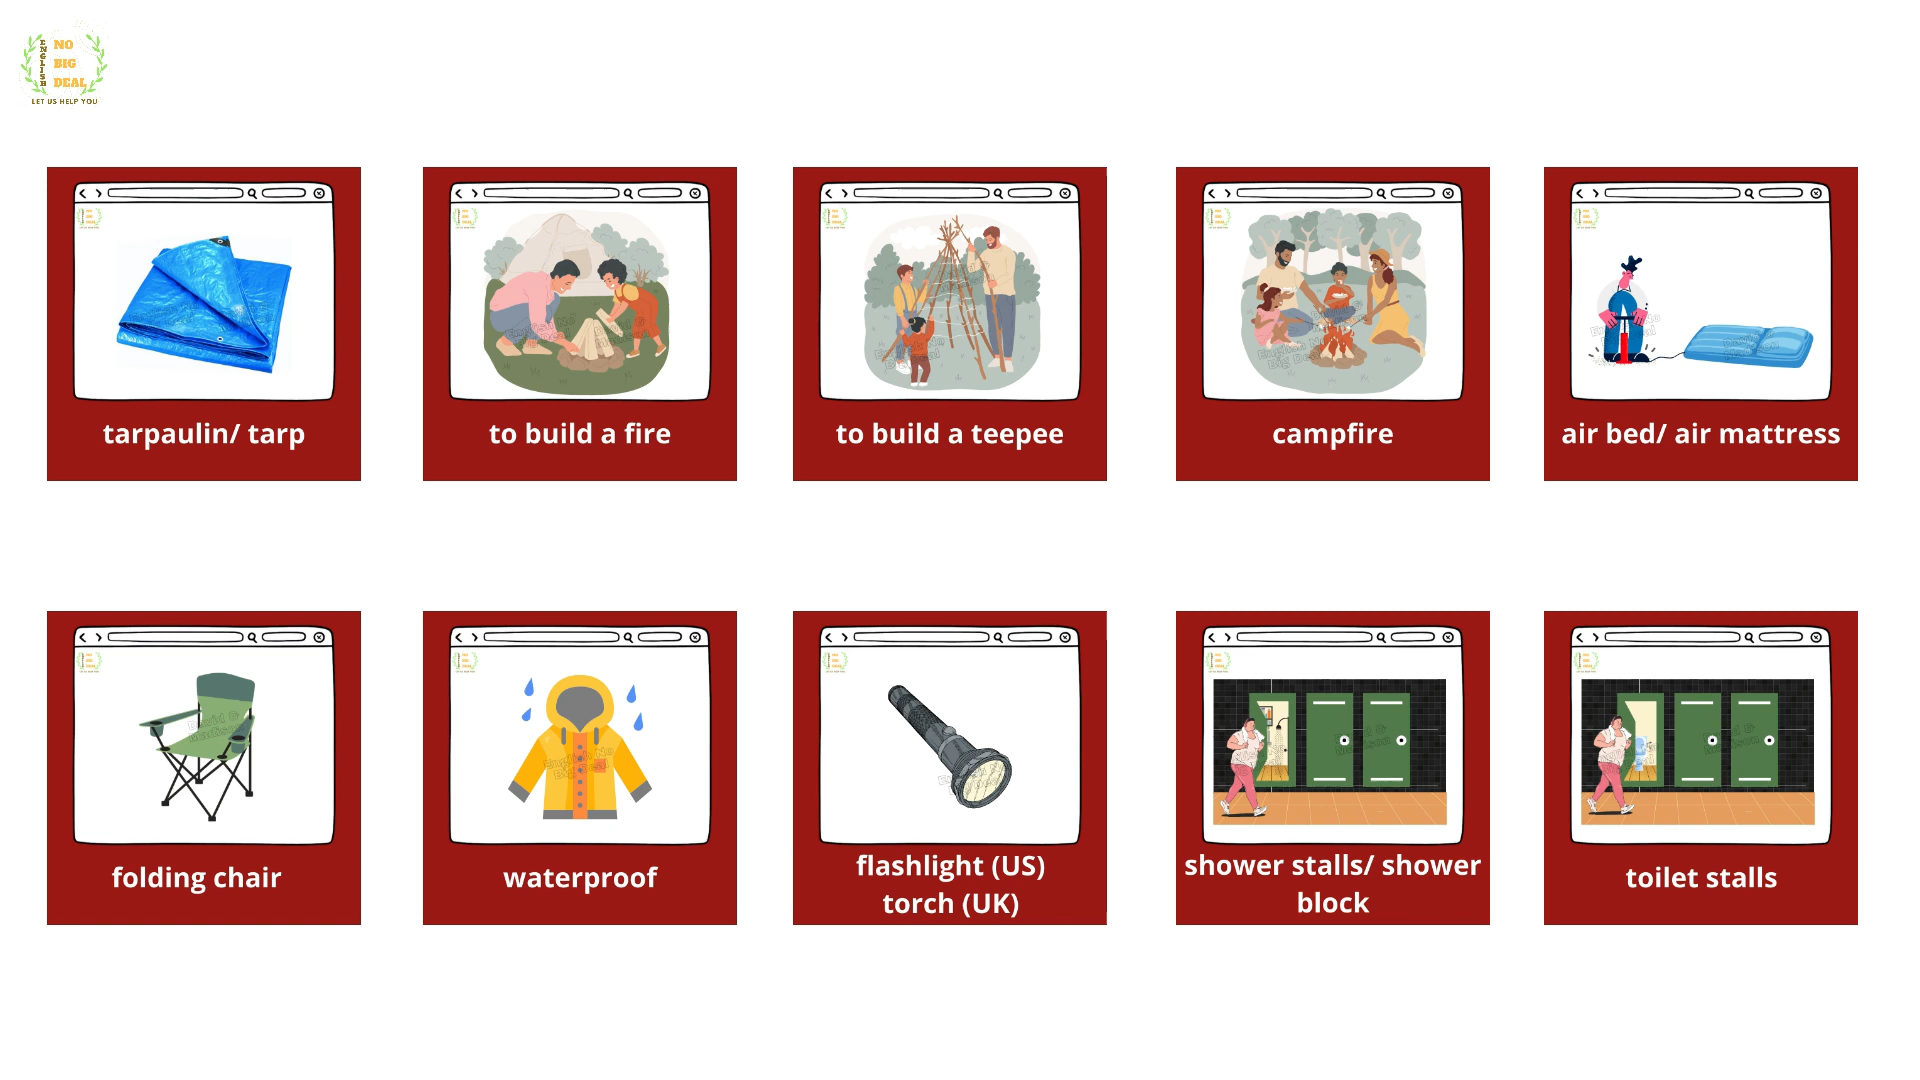 ENGLISH
NO
BIG
DEAL
LET US HELP YOU
tarpaulin/ tarp
to build a fire
to build a teepee
campfire
air bed/ air mattress
folding chair
waterproof
flashlight (US)
torch (UK)
shower stalls/ shower
block
toilet stalls